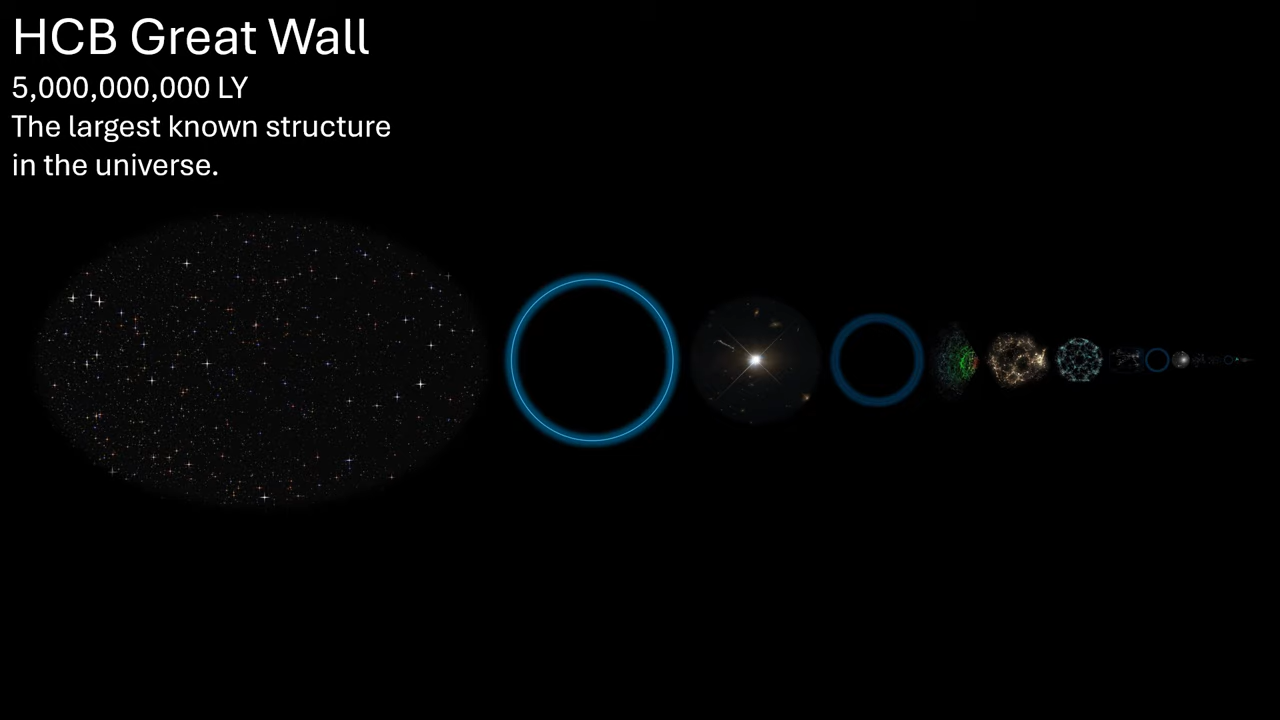 HCB Great Wall
5,000,000,000 LY
The largest known structure
in the universe.